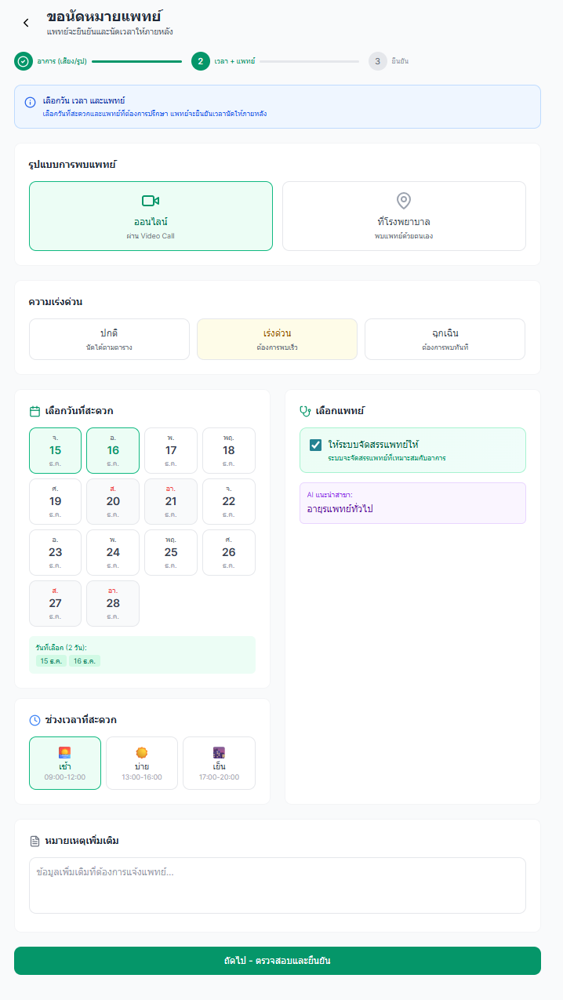 ขอนัดหมายแพทย์
แพทย์จะยืนยันและนัดเวลาให้ภายหลัง
อาการ (เสียง/รูป)
2 เวลา + แพทย์
3 ยืนยัน
เลือกวัน เวลา และแพทย์
เลือกวันที่สะดวกและแพทย์ที่ต้องการปรึกษา แพทย์จะยืนยันเวลานัดให้ภายหลัง
รูปแบบการพบแพทย์
ออนไลน์
ผ่าน Video Call
ที่โรงพยาบาล
พบแพทย์ด้วยตนเอง
ความเร่งด่วน
ปกติ
นัดได้ตามตาราง
เร่งด่วน
ต้องการพบเร็ว
ฉุกเฉิน
ต้องการพบทันที
เลือกวันที่สะดวก
จ. อ. พ. พฤ.
15 16 17 18
ธ.ค. ธ.ค. ธ.ค. ธ.ค.
ศ. ส. อา. จ.
19 20 21 22
ธ.ค. ธ.ค. ธ.ค. ธ.ค.
อ. พ. พฤ. ศ.
23 24 25 26
ธ.ค. ธ.ค. ธ.ค. ธ.ค.
ส. อา.
27 28
ธ.ค. ธ.ค.
วันที่เลือก (2 วัน):
15 ธ.ค. 16 ธ.ค.
เลือกแพทย์
ให้ระบบจัดสรรแพทย์ให้
ระบบจะจัดสรรแพทย์ที่เหมาะสมกับอาการ
AI แนะนำสาขา:
อายุรแพทย์ทั่วไป
ช่วงเวลาที่สะดวก
เช้า
09:00-12:00
บ่าย
13:00-16:00
เย็น
17:00-20:00
หมายเหตุเพิ่มเติม
ข้อมูลเพิ่มเติมที่ต้องการแจ้งแพทย์...
ถัดไป - ตรวจสอบและยืนยัน